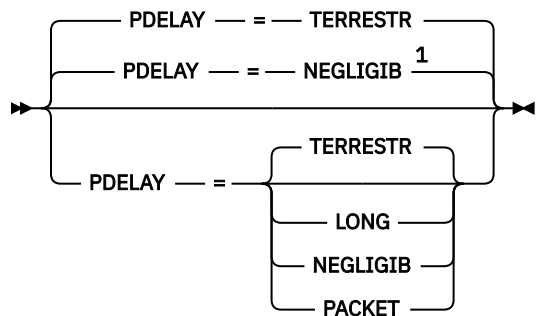 PDELAY = TERRESTR
PDELAY = NEGLIGIB 1
TERRESTR
PDELAY =
LONG
NEGLIGIB
PACKET